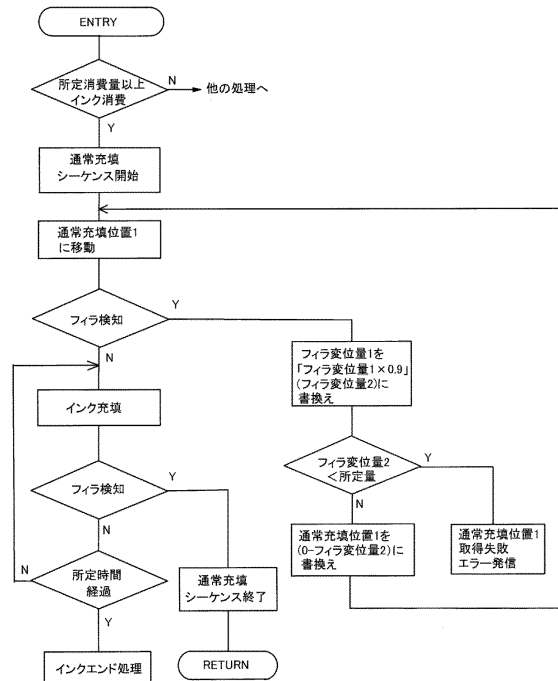 ENTRY
所定消費量以上
インク消費
N
他の処理へ
Y
通常充填
シーケンス開始
通常充填位置1
に移動
フィラ検知
Y
N
フィラ変位量1を
「フィラ変位量1×0.9」
(フィラ変位量2)に
書換え
インク充填
フィラ変位量2
<所定量
Y
N
フィラ検知
Y
N
通常充填位置1を
(0-フィラ変位量2)に
書換え
通常充填位置1
取得失敗
エラー発信
所定時間
経過
N
Y
通常充填
シーケンス終了
インクエンド処理
RETURN